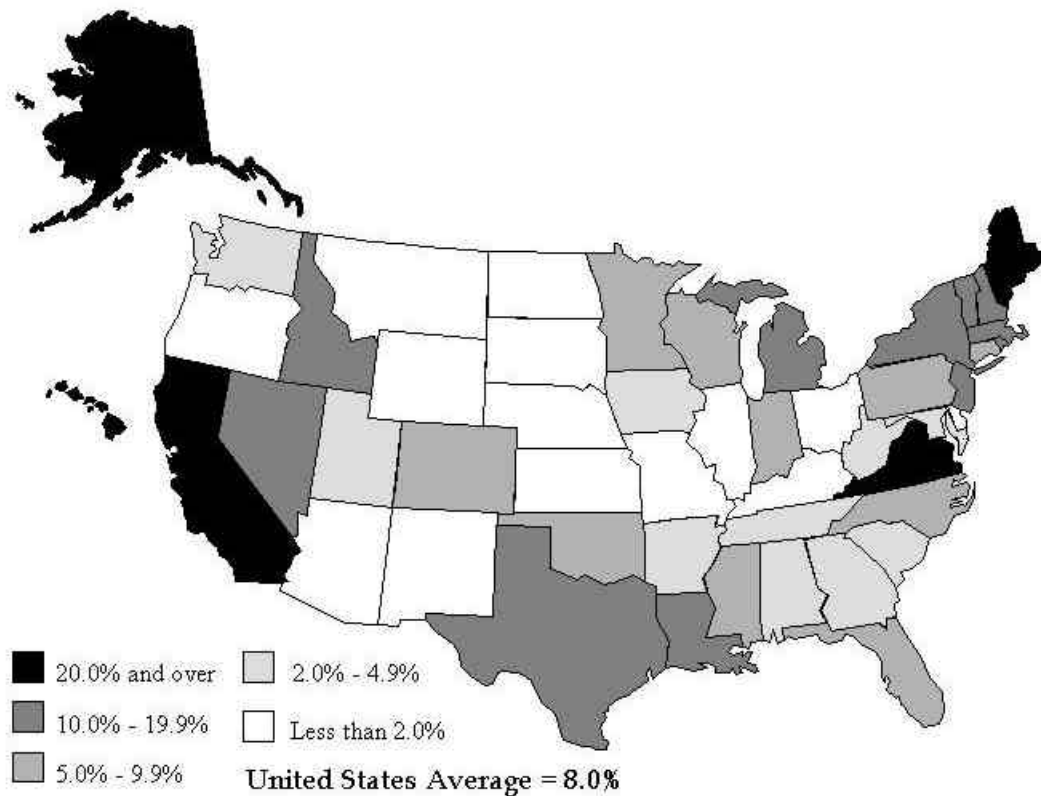 20.0% and over
10.0% - 19.9%
5.0% - 9.9%
2.0% - 4.9%
Less than 2.0%
United States Average = 8.0%